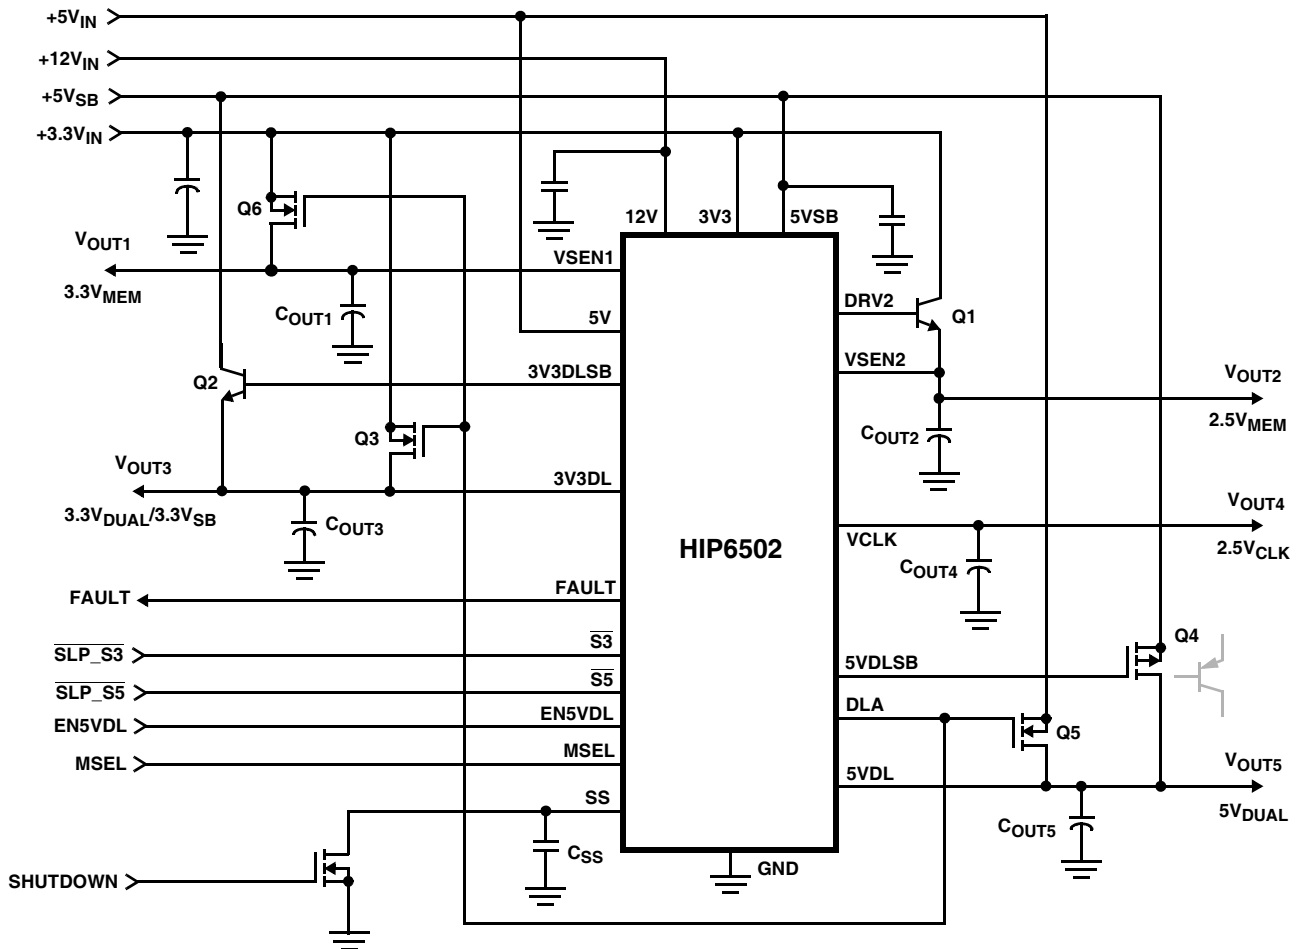 +5VIN
+12VIN
+5VSB
+3.3VIN
Q6
12V
3V3
5VSB
VOUT1
VSEN1
3.3VMEM
COUT1
5V
DRV2
Q1
VSEN2
Q2
3V3DLSB
VOUT2
2.5VMEM
COUT2
Q3
VOUT3
3V3DL
3.3VDUAL/3.3VSB
COUT3
VOUT4
VCLK
2.5VCLK
HIP6502
COUT4
FAULT
FAULT
SLP_S3
S3
Q4
SLP_S5
S5
5VDLSB
EN5VDL
EN5VDL
DLA
Q5
MSEL
MSEL
5VDL
VOUT5
5VDUAL
SS
COUT5
CSS
GND
SHUTDOWN